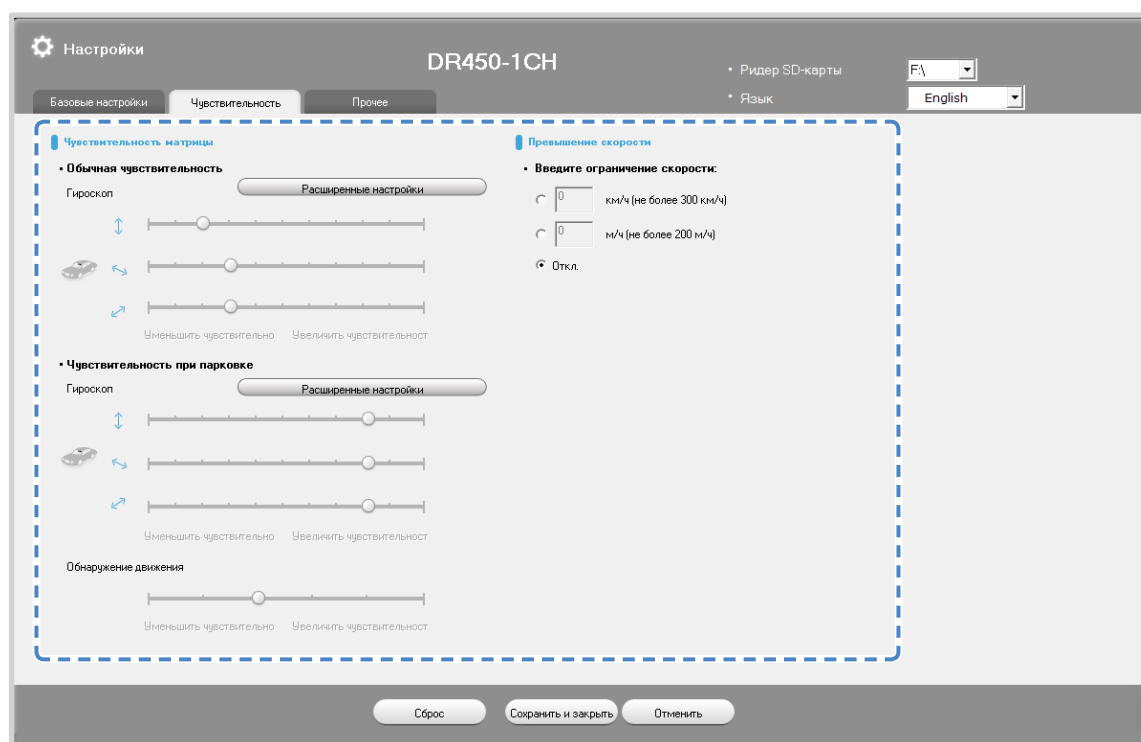 Настройки
DR450-1CH
• Ридер SD-карты
F:\
• Язык
English
Базовые настройки
Чувствительность
Прочее
Чувствительность матрицы
• Обычная чувствительность
Гироскоп
Расширенные настройки
Уменьшить чувствительно
Увеличить чувствительност
• Чувствительность при парковке
Гироскоп
Расширенные настройки
Уменьшить чувствительно
Увеличить чувствительност
Обнаружение движения
Уменьшить чувствительно
Увеличить чувствительност
Превышение скорости
• Введите ограничение скорости:
0 км/ч (не более 300 км/ч)
0 м/ч (не более 200 м/ч)
Откл.
Сброс
Сохранить и закрыть
Отменить